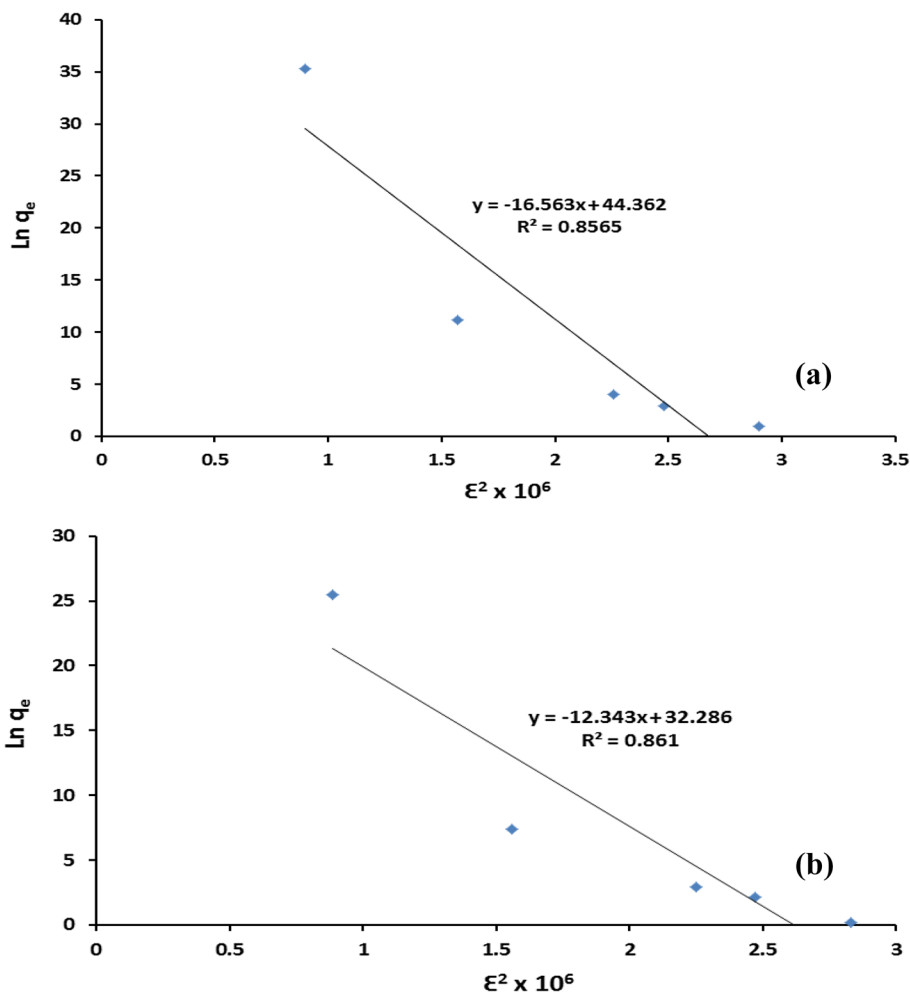 40
35
30
25
20
15
10
5
0
Ln qₑ
y = -16.563x+44.362
R² = 0.8565
(a)
0 0.5 1 1.5 2 2.5 3 3.5
Ɛ² x 10⁶
30
25
20
15
10
5
0
Ln qₑ
y = -12.343x+32.286
R² = 0.861
(b)
0 0.5 1 1.5 2 2.5 3
Ɛ² x 10⁶